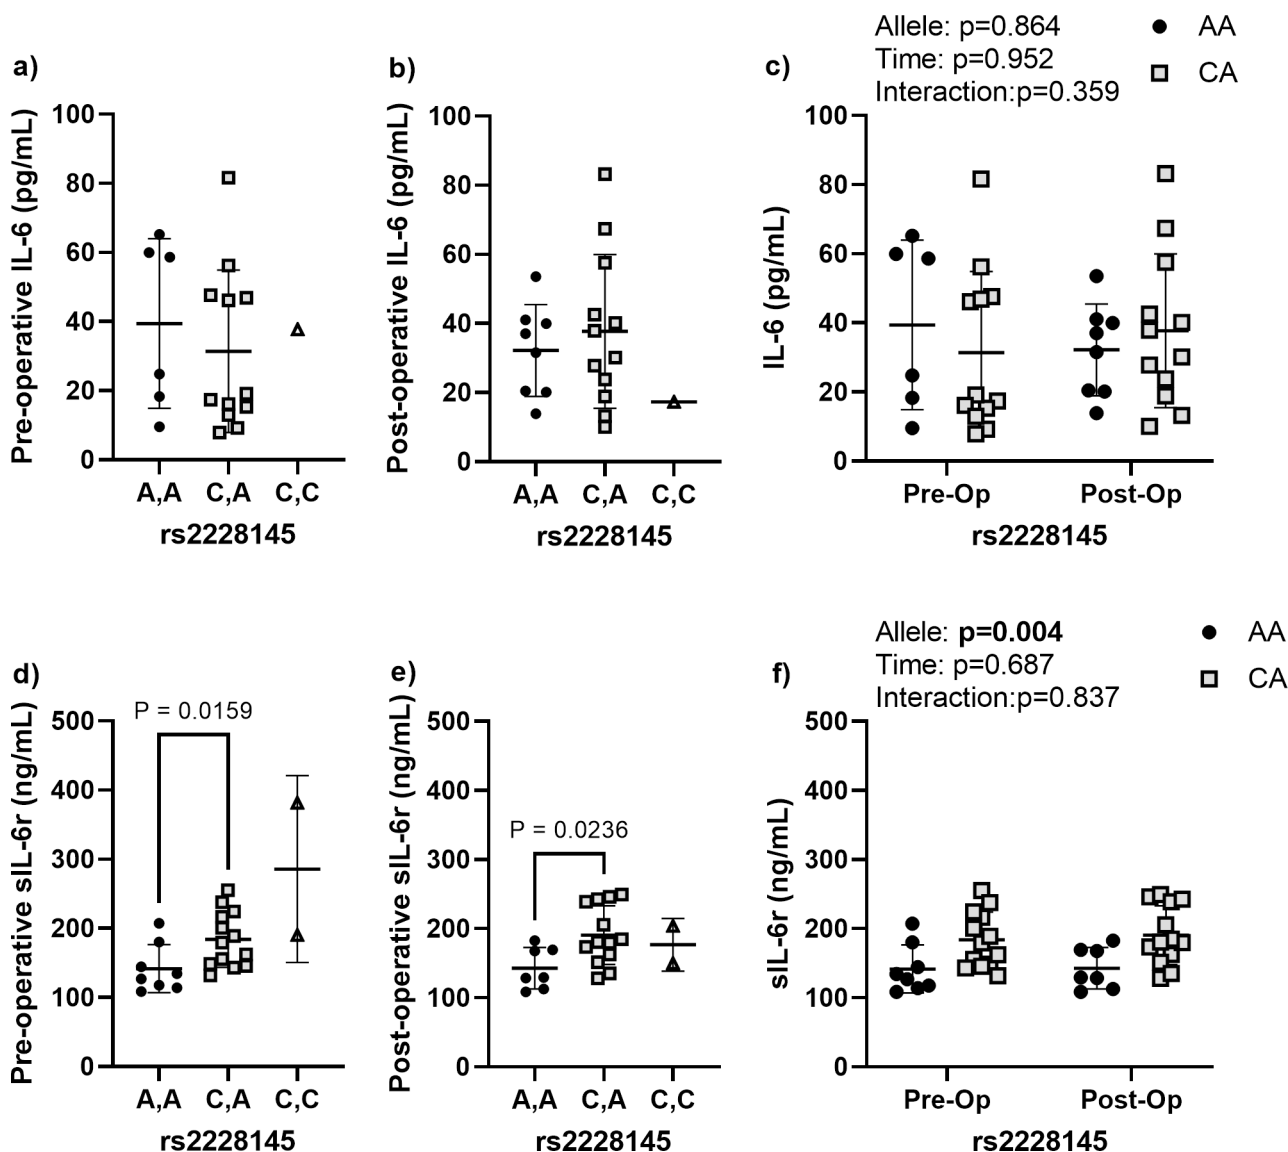 a)
Pre-operative IL-6 (pg/mL)
100
80
60
40
20
0
A,A C,A C,C
rs2228145
b)
Post-operative IL-6 (pg/mL)
100
80
60
40
20
0
A,A C,A C,C
rs2228145
c)
Allele: p=0.864
Time: p=0.952
Interaction:p=0.359
AA
CA
IL-6 (pg/mL)
100
80
60
40
20
0
Pre-Op Post-Op
rs2228145
d)
Pre-operative sIL-6r (ng/mL)
P = 0.0159
500
400
300
200
100
0
A,A C,A C,C
rs2228145
e)
Post-operative sIL-6r (ng/mL)
500
400
300
200
100
0
P = 0.0236
A,A C,A C,C
rs2228145
f)
Allele: p=0.004
Time: p=0.687
Interaction:p=0.837
AA
CA
sIL-6r (ng/mL)
500
400
300
200
100
0
Pre-Op Post-Op
rs2228145